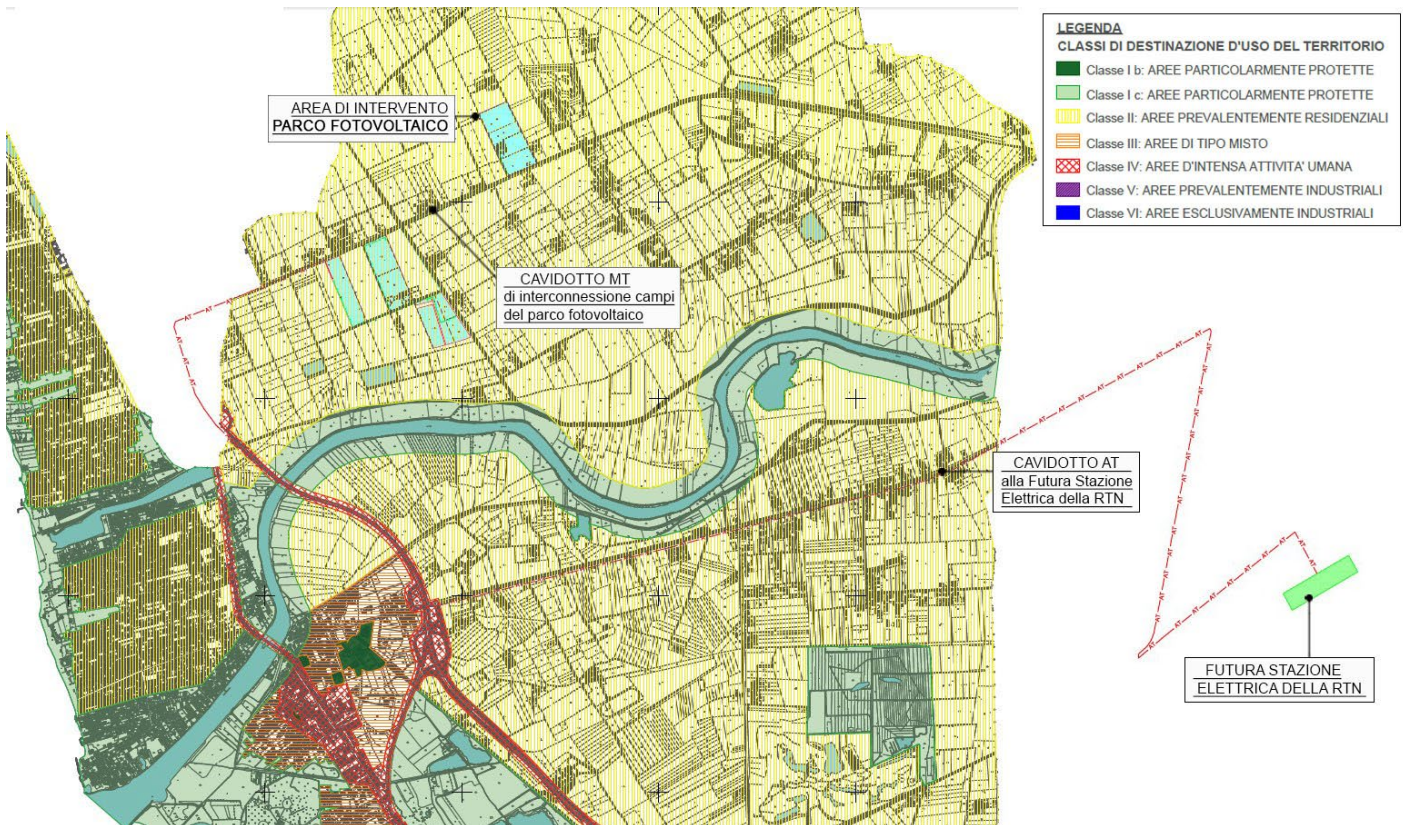 LEGENDA
CLASSI DI DESTINAZIONE D'USO DEL TERRITORIO
Classe I b: AREE PARTICOLARMENTE PROTETTE
Classe I c: AREE PARTICOLARMENTE PROTETTE
Classe II: AREE PREVALENTEMENTE RESIDENZIALI
Classe III: AREE DI TIPO MISTO
Classe IV: AREE D'INTENSA ATTIVITA' UMANA
Classe V: AREE PREVALENTEMENTE INDUSTRIALI
Classe VI: AREE ESCLUSIVAMENTE INDUSTRIALI
AREA DI INTERVENTO
PARCO FOTOVOLTAICO
CAVIDOTTO MT
di interconnessione campi
del parco fotovoltaico
CAVIDOTTO AT
alla Futura Stazione
Elettrica della RTN
FUTURA STAZIONE
ELETTRICA DELLA RTN